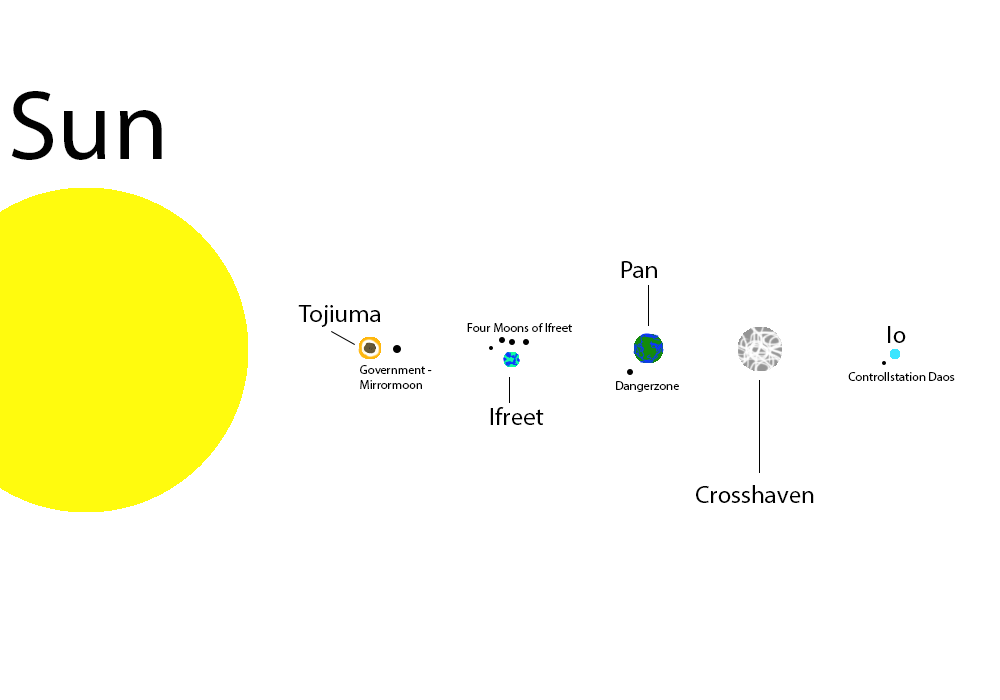 Sun
Tojiuma
Government -
Mirrormoon
Four Moons of Ifreet
Ifreet
Pan
Dangerzone
Crosshaven
Io
Controllstation Daos